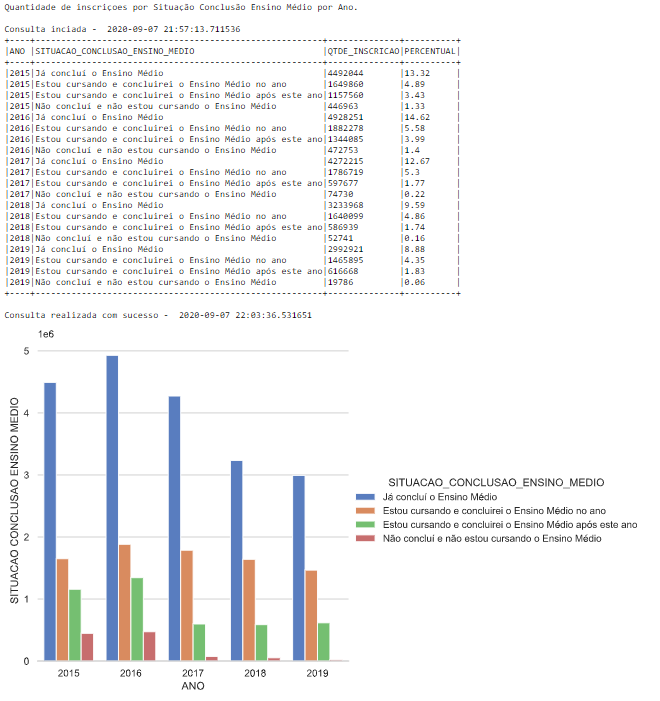 Quantidade de inscriçoes por Situação Conclusão Ensino Médio por Ano.
Consulta inciada -  2020-09-07 21:57:13.711536
+----+--------------------------------------------------+--------------+----------+
|ANO |SITUACAO_CONCLUSAO_ENSINO_MEDIO |QTDE_INSCRICAO|PERCENTUAL|
+----+--------------------------------------------------+--------------+----------+
|2015|Já concluí o Ensino Médio |4492044 |13.32 |
|2015|Estou cursando e concluirei o Ensino Médio no ano |1649860 |4.89 |
|2015|Estou cursando e concluirei o Ensino Médio após este ano|1157560 |3.43 |
|2015|Não concluí e não estou cursando o Ensino Médio |446963 |1.33 |
|2016|Já concluí o Ensino Médio |4928251 |14.62 |
|2016|Estou cursando e concluirei o Ensino Médio no ano |1882278 |5.58 |
|2016|Estou cursando e concluirei o Ensino Médio após este ano|1344085 |3.99 |
|2016|Não concluí e não estou cursando o Ensino Médio |472753 |1.4 |
|2017|Já concluí o Ensino Médio |4272215 |12.67 |
|2017|Estou cursando e concluirei o Ensino Médio no ano |1786719 |5.3 |
|2017|Estou cursando e concluirei o Ensino Médio após este ano|597677 |1.77 |
|2017|Não concluí e não estou cursando o Ensino Médio |74730 |0.22 |
|2018|Já concluí o Ensino Médio |3233968 |9.59 |
|2018|Estou cursando e concluirei o Ensino Médio no ano |1640099 |4.86 |
|2018|Estou cursando e concluirei o Ensino Médio após este ano|586939 |1.74 |
|2018|Não concluí e não estou cursando o Ensino Médio |52741 |0.16 |
|2019|Já concluí o Ensino Médio |2992921 |8.88 |
|2019|Estou cursando e concluirei o Ensino Médio no ano |1465895 |4.35 |
|2019|Estou cursando e concluirei o Ensino Médio após este ano|616668 |1.83 |
|2019|Não concluí e não estou cursando o Ensino Médio |19786 |0.06 |
+----+--------------------------------------------------+--------------+----------+
Consulta realizada com sucesso -  2020-09-07 22:03:36.531651
1e6
5
4
3
2
1
0
SITUACAO CONCLUSAO ENSINO MEDIO
2015 2016 2017 2018 2019
ANO
SITUACAO_CONCLUSAO_ENSINO_MEDIO
Já concluí o Ensino Médio
Estou cursando e concluirei o Ensino Médio no ano
Estou cursando e concluirei o Ensino Médio após este ano
Não concluí e não estou cursando o Ensino Médio